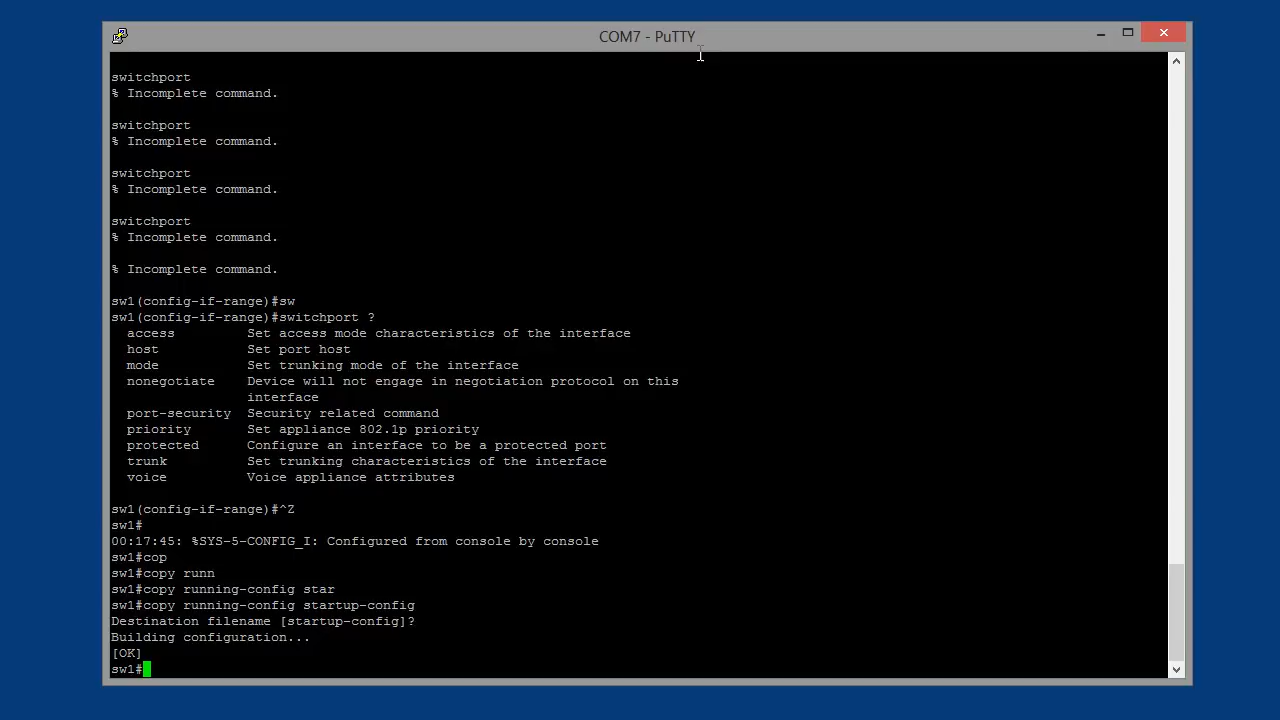 COM7 - PuTTY
switchport
% Incomplete command.
switchport
% Incomplete command.
switchport
% Incomplete command.
switchport
% Incomplete command.
% Incomplete command.
sw1(config-if-range)#sw
sw1(config-if-range)#switchport ?
  access         Set access mode characteristics of the interface
  host           Set port host
  mode           Set trunking mode of the interface
  nonegotiate    Device will not engage in negotiation protocol on this
                 interface
  port-security  Security related command
  priority       Set appliance 802.1p priority
  protected      Configure an interface to be a protected port
  trunk          Set trunking characteristics of the interface
  voice          Voice appliance attributes
sw1(config-if-range)#^Z
sw1#
00:17:45: %SYS-5-CONFIG_I: Configured from console by console
sw1#cop
sw1#copy runn
sw1#copy running-config star
sw1#copy running-config startup-config
Destination filename [startup-config]?
Building configuration...
[OK]
sw1#